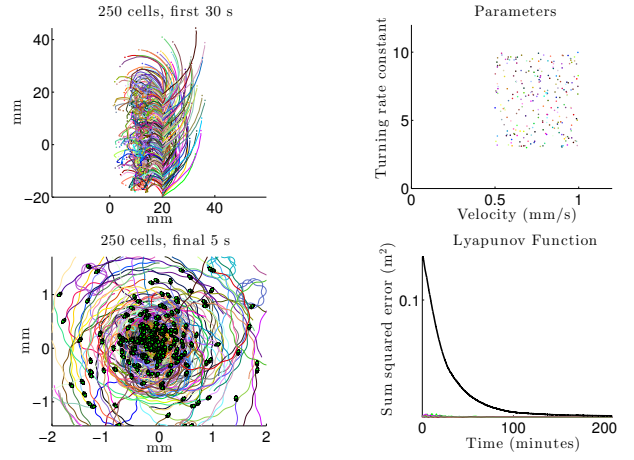 250 cells, first 30 s
mm
40
20
0
−20
0
20
40
mm
Parameters
Turning rate constant
10
5
0
0
0.5
1
Velocity (mm/s)
250 cells, final 5 s
mm
1
0
−1
−2
−1
0
1
2
mm
Lyapunov Function
Sum squared error (m²)
0.1
0
100
200
Time (minutes)